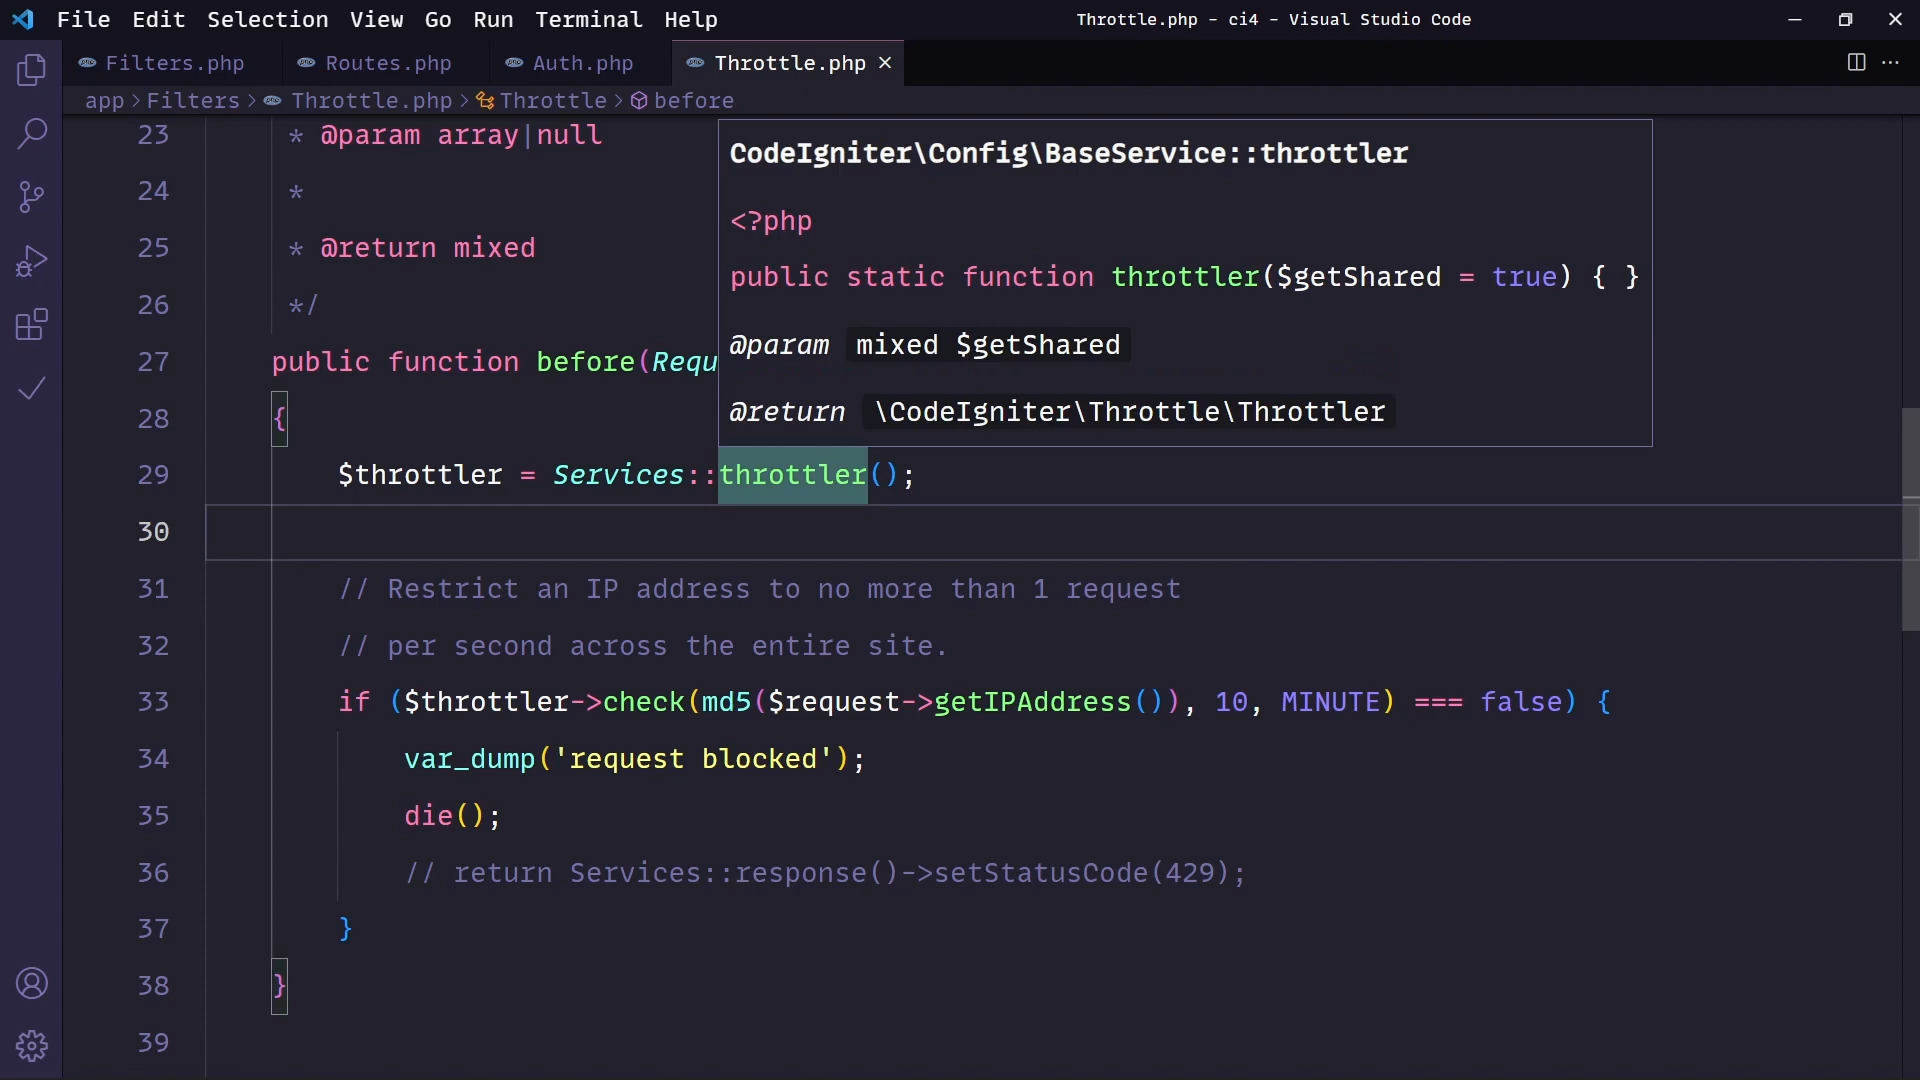 File Edit Selection View Go Run Terminal Help
Throttle.php - ci4 - Visual Studio Code
Filters.php Routes.php Auth.php Throttle.php
app > Filters > Throttle.php > Throttle > before
23 * @param array|null
24 *
25 * @return mixed
26 */
27 public function before(Requ
28 {
CodeIgniter\Config\BaseService::throttler
<?php
public static function throttler($getShared = true) { }
@param mixed $getShared
@return \CodeIgniter\Throttle\Throttler
29 $throttler = Services::throttler();
30
31 // Restrict an IP address to no more than 1 request
32 // per second across the entire site.
33 if ($throttler->check(md5($request->getIPAddress()), 10, MINUTE) === false) {
34 var_dump('request blocked');
35 die();
36 // return Services::response()->setStatusCode(429);
37 }
38 }
39